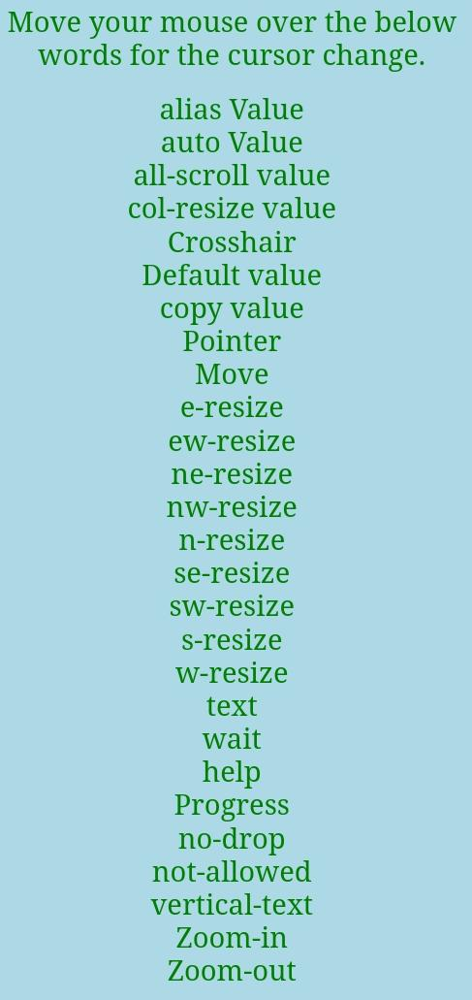 Move your mouse over the below
words for the cursor change.
alias Value
auto Value
all-scroll value
col-resize value
Crosshair
Default value
copy value
Pointer
Move
e-resize
ew-resize
ne-resize
nw-resize
n-resize
se-resize
sw-resize
s-resize
w-resize
text
wait
help
Progress
no-drop
not-allowed
vertical-text
Zoom-in
Zoom-out